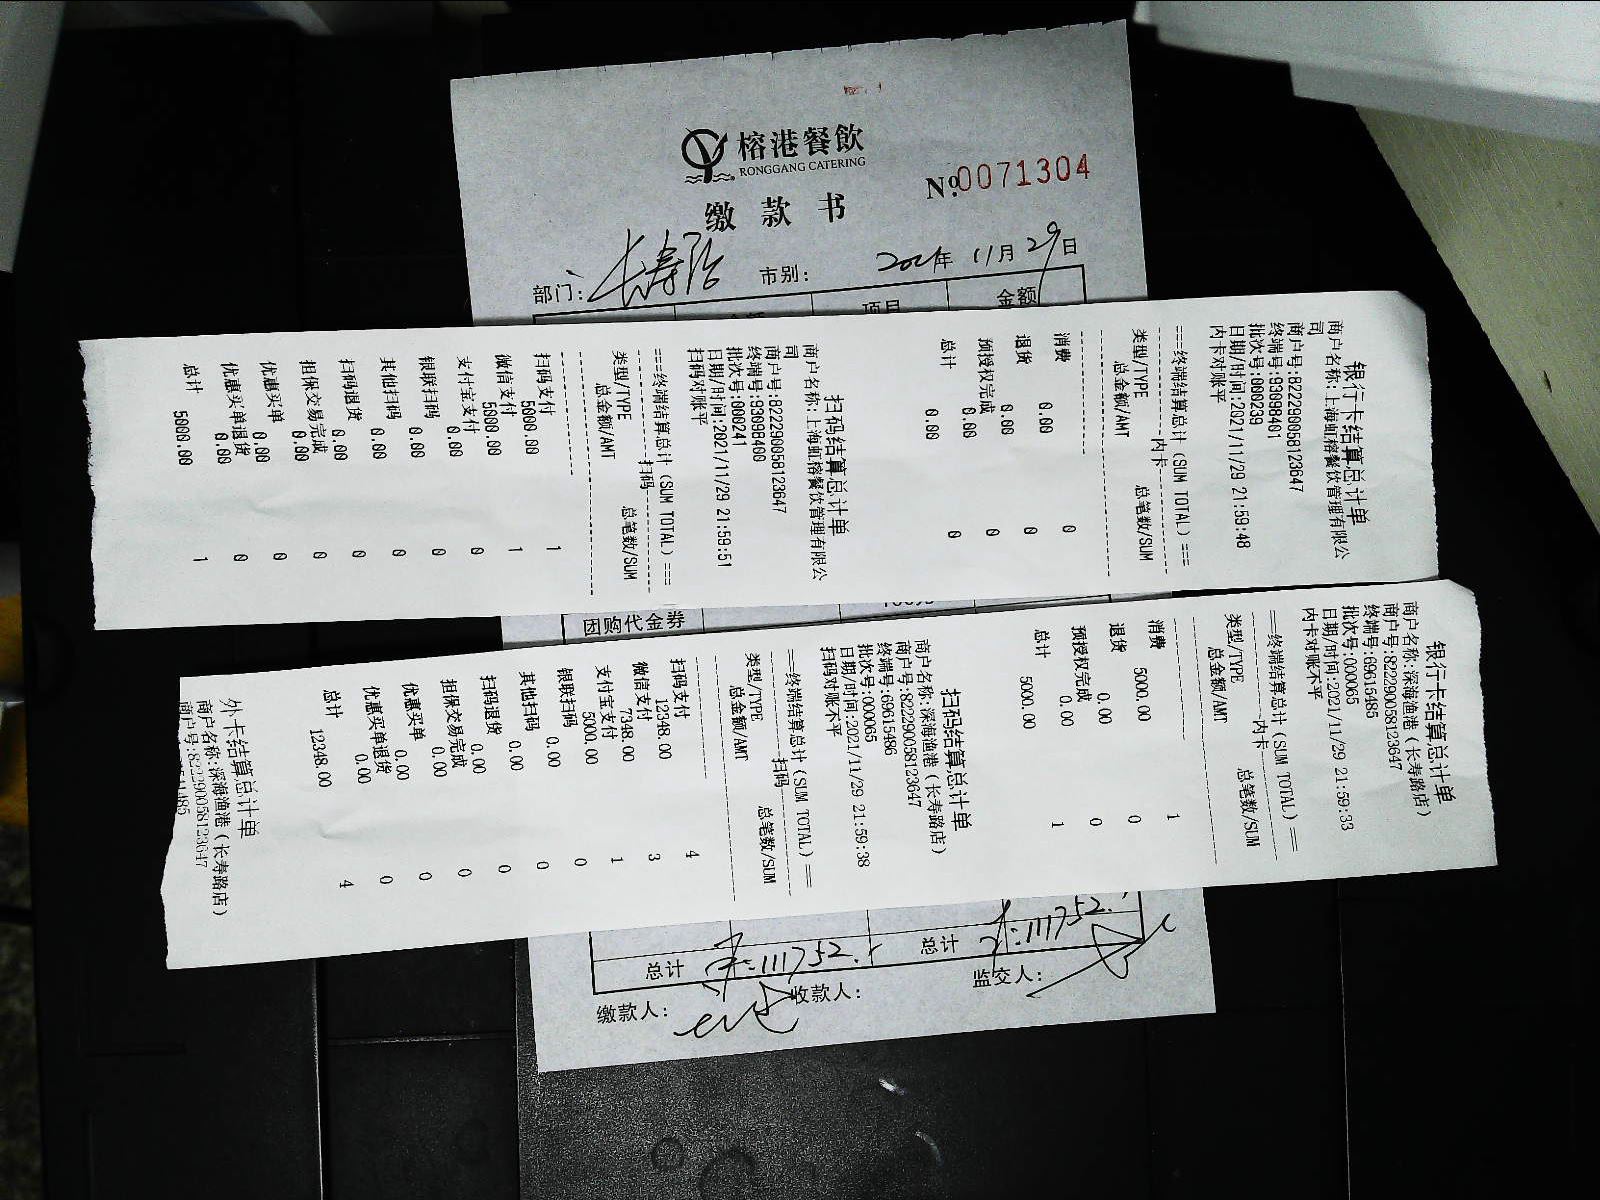 榕港餐飲
RONGGANG CATERING
缴款书
№0071304
部门：长寿路 市别： 2021年 11月 29日
项目 金额
银行卡结算总计单
商户名称:上海虹榕餐饮管理有限公
司
商户号:822290058123647
终端号:93098401
批次号:000239
日期/时间:2021/11/29 21:59:48
内卡对账平
===终端结算总计(SUM TOTAL)===
内卡
类型/TYPE 总笔数/SUM
总金额/AMT
消费 0
0.00
退货 0
0.00
预授权完成 0
0.00
总计 0
0.00
扫码结算总计单
商户名称:上海虹榕餐饮管理有限公
司
商户号:822290058123647
终端号:93098400
批次号:000241
日期/时间:2021/11/29 21:59:51
扫码对账平
===终端结算总计(SUM TOTAL)===
扫码
类型/TYPE 总笔数/SUM
总金额/AMT
扫码支付 1
5000.00
微信支付 1
5000.00
支付宝支付 0
0.00
银联扫码 0
0.00
其他扫码 0
0.00
扫码退货 0
0.00
担保交易完成 0
0.00
优惠买单 0
0.00
优惠买单退货 0
0.00
总计 1
5000.00
团购代金券
银行卡结算总计单
商户名称:深海渔港(长寿路店)
商户号:822290058123647
终端号:69615485
批次号:000065
日期/时间:2021/11/29 21:59:33
内卡对账不平
===终端结算总计(SUM TOTAL)===
内卡
类型/TYPE 总笔数/SUM
总金额/AMT
消费 1
5000.00
退货 0
0.00
预授权完成 0
0.00
总计 1
5000.00
扫码结算总计单
商户名称:深海渔港(长寿路店)
商户号:822290058123647
终端号:69615486
批次号:000065
日期/时间:2021/11/29 21:59:38
扫码对账不平
===终端结算总计(SUM TOTAL)===
扫码
类型/TYPE 总笔数/SUM
总金额/AMT
扫码支付 4
12348.00
微信支付 3
7348.00
支付宝支付 1
5000.00
银联扫码 0
0.00
其他扫码 0
0.00
扫码退货 0
0.00
担保交易完成 0
0.00
优惠买单 0
0.00
优惠买单退货 0
0.00
总计 4
12348.00
外卡结算总计单
商户名称:深海渔港(长寿路店)
商户号:822290058123647
总计 总计
缴款人： 收款人： 监交人：